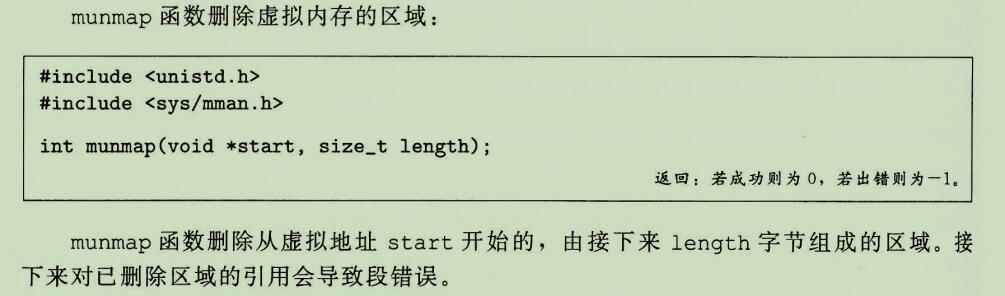 munmap 函数删除虚拟内存的区域：
#include <unistd.h>
#include <sys/mman.h>
int munmap(void *start, size_t length);
返回：若成功则为 0，若出错则为－1。
munmap 函数删除从虚拟地址 start 开始的，由接下来 length 字节组成的区域。接
下来对已删除区域的引用会导致段错误。